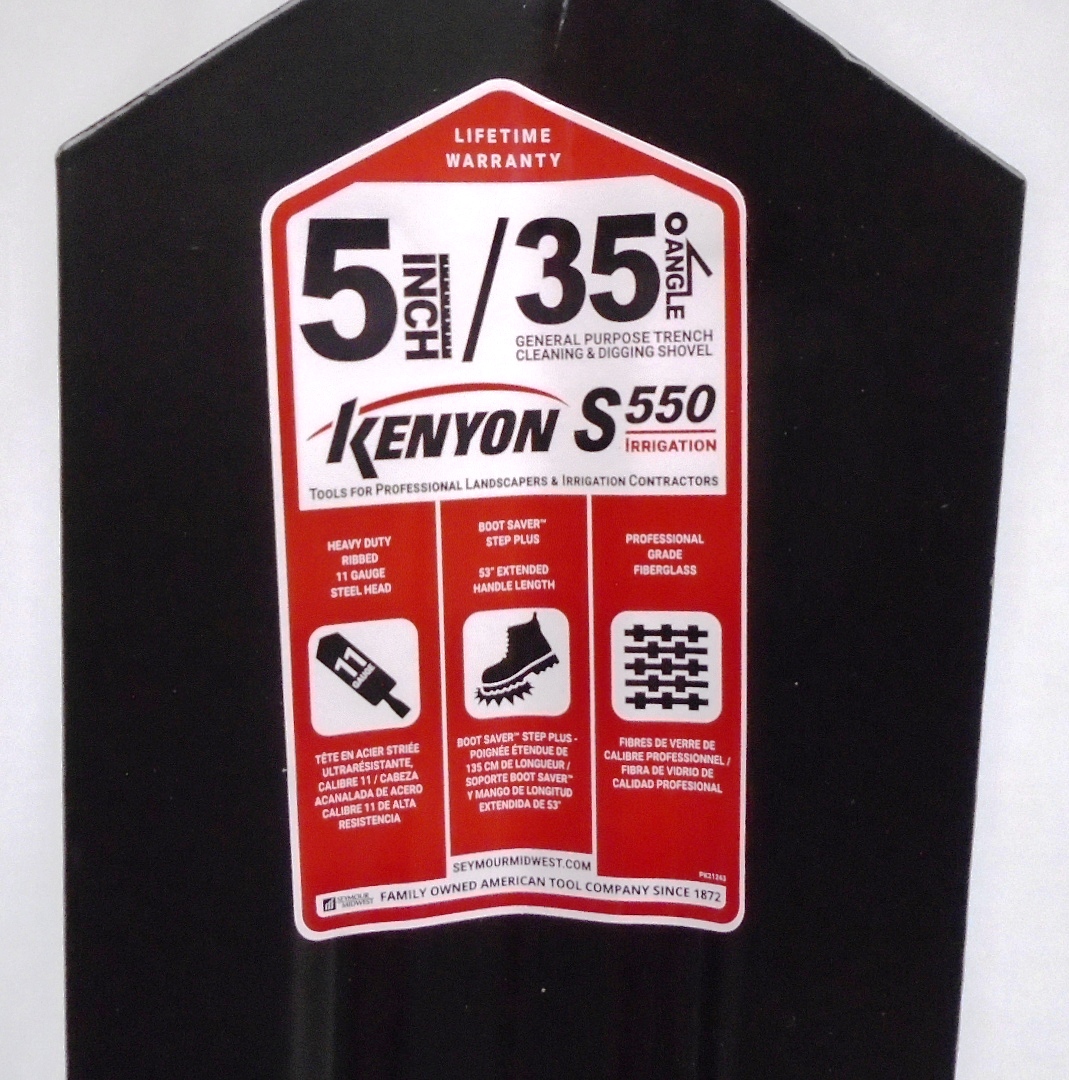 LIFETIME
WARRANTY
5 INCH / 35° ANGLE
GENERAL PURPOSE TRENCH
CLEANING & DIGGING SHOVEL
KENYON S550
IRRIGATION
TOOLS FOR PROFESSIONAL LANDSCAPERS & IRRIGATION CONTRACTORS
HEAVY DUTY
RIBBED
11 GAUGE
STEEL HEAD
BOOT SAVER™
STEP PLUS
53" EXTENDED
HANDLE LENGTH
PROFESSIONAL
GRADE
FIBERGLASS
11
GAUGE
TÊTE EN ACIER STRIÉE
ULTRARÉSISTANTE,
CALIBRE 11 / CABEZA
ACANALADA DE ACERO
CALIBRE 11 DE ALTA
RESISTENCIA
BOOT SAVER™ STEP PLUS -
POIGNÉE ÉTENDUE DE
135 CM DE LONGUEUR /
SOPORTE BOOT SAVER™
Y MANGO DE LONGITUD
EXTENDIDA DE 53"
FIBRES DE VERRE DE
CALIBRE PROFESSIONNEL /
FIBRA DE VIDRIO DE
CALIDAD PROFESIONAL
SEYMOURMIDWEST.COM
PK21243
SEYMOUR
MIDWEST
FAMILY OWNED AMERICAN TOOL COMPANY SINCE 1872